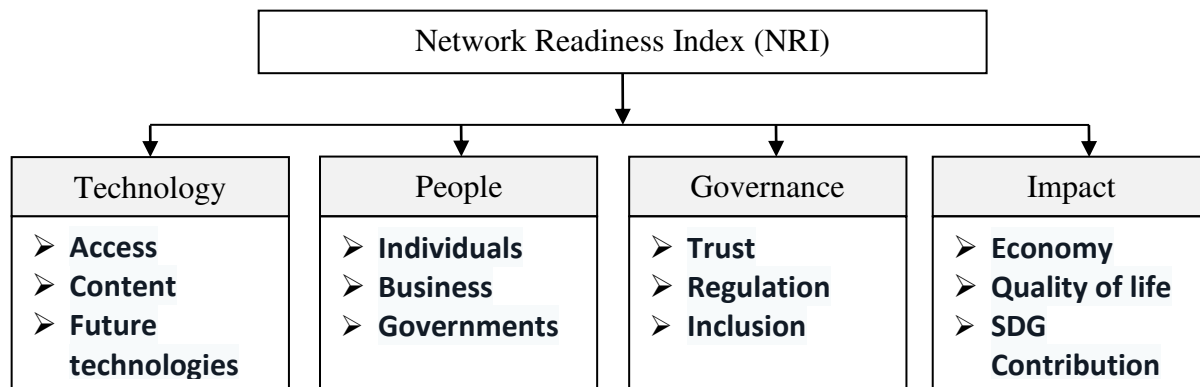 Network Readiness Index (NRI)
Technology
➢ Access
➢ Content
➢ Future
technologies
People
➢ Individuals
➢ Business
➢ Governments
Governance
➢ Trust
➢ Regulation
➢ Inclusion
Impact
➢ Economy
➢ Quality of life
➢ SDG
Contribution